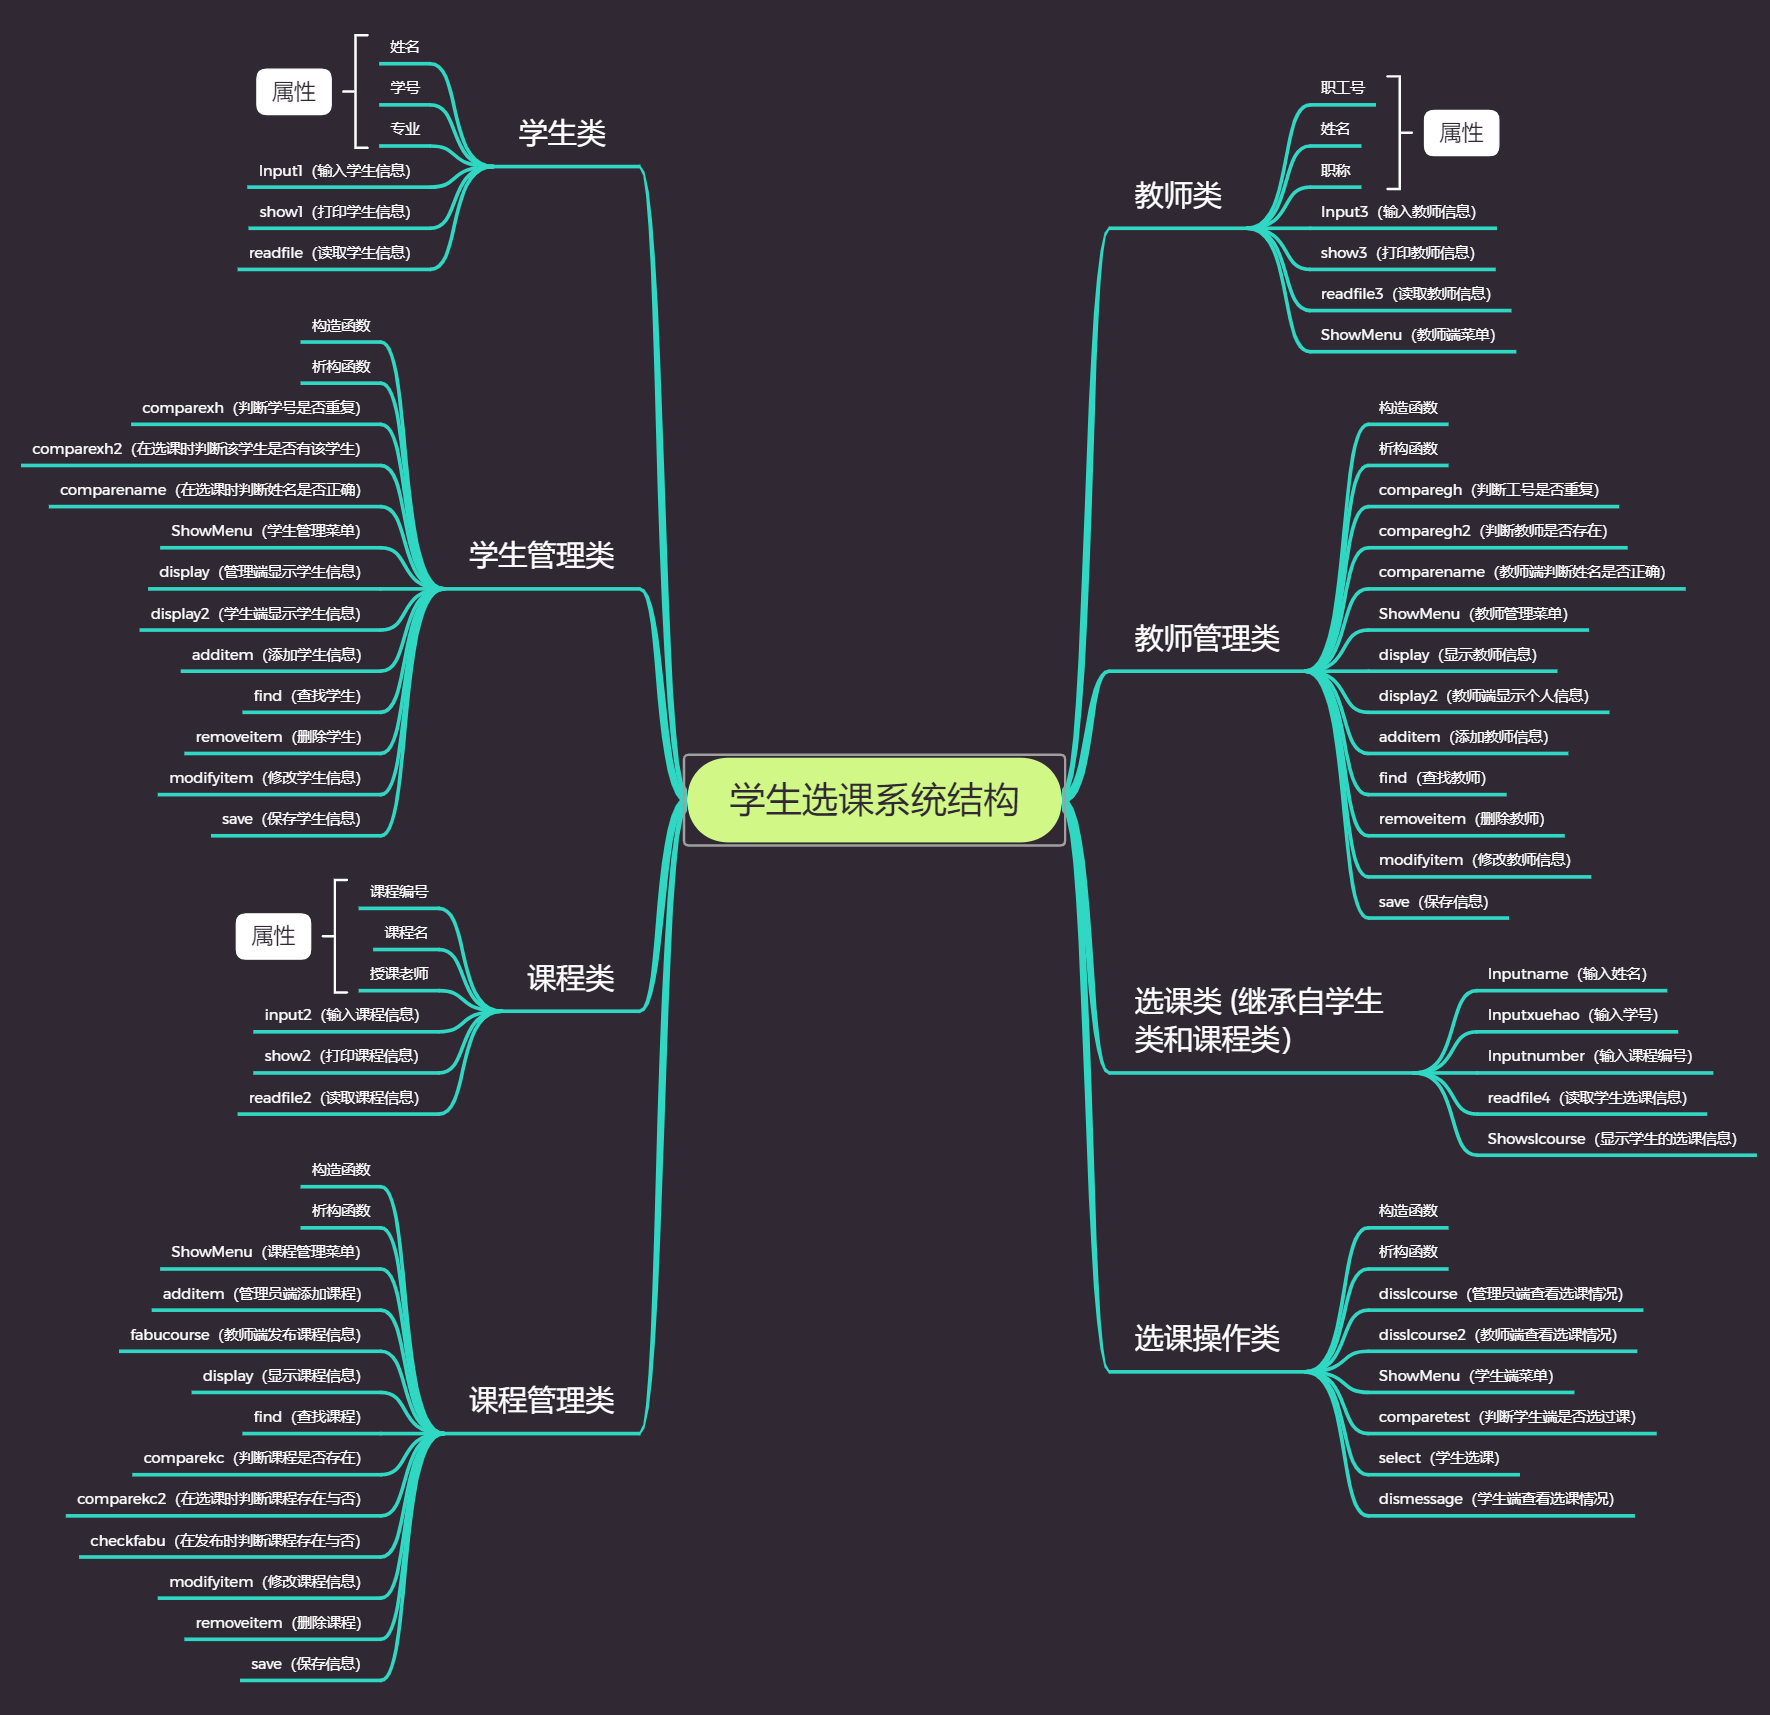 学生选课系统结构
学生类
属性
姓名
学号
专业
Input1（输入学生信息）
show1（打印学生信息）
readfile（读取学生信息）
学生管理类
构造函数
析构函数
comparexh（判断学号是否重复）
comparexh2（在选课时判断该学生是否有该学生）
comparename（在选课时判断姓名是否正确）
ShowMenu（学生管理菜单）
display（管理端显示学生信息）
display2（学生端显示学生信息）
additem（添加学生信息）
find（查找学生）
removeitem（删除学生）
modifyitem（修改学生信息）
save（保存学生信息）
课程类
属性
课程编号
课程名
授课老师
input2（输入课程信息）
show2（打印课程信息）
readfile2（读取课程信息）
课程管理类
构造函数
析构函数
ShowMenu（课程管理菜单）
additem（管理员端添加课程）
fabucourse（教师端发布课程信息）
display（显示课程信息）
find（查找课程）
comparekc（判断课程是否存在）
comparekc2（在选课时判断课程存在与否）
checkfabu（在发布时判断课程存在与否）
modifyitem（修改课程信息）
removeitem（删除课程）
save（保存信息）
教师类
职工号
姓名
职称
属性
Input3（输入教师信息）
show3（打印教师信息）
readfile3（读取教师信息）
ShowMenu（教师端菜单）
教师管理类
构造函数
析构函数
comparegh（判断工号是否重复）
comparegh2（判断教师是否存在）
comparename（教师端判断姓名是否正确）
ShowMenu（教师管理菜单）
display（显示教师信息）
display2（教师端显示个人信息）
additem（添加教师信息）
find（查找教师）
removeitem（删除教师）
modifyitem（修改教师信息）
save（保存信息）
选课类 (继承自学生
类和课程类）
Inputname（输入姓名）
Inputxuehao（输入学号）
Inputnumber（输入课程编号）
readfile4（读取学生选课信息）
Showslcourse（显示学生的选课信息）
选课操作类
构造函数
析构函数
disslcourse（管理员端查看选课情况）
disslcourse2（教师端查看选课情况）
ShowMenu（学生端菜单）
comparetest（判断学生端是否选过课）
select（学生选课）
dismessage（学生端查看选课情况）